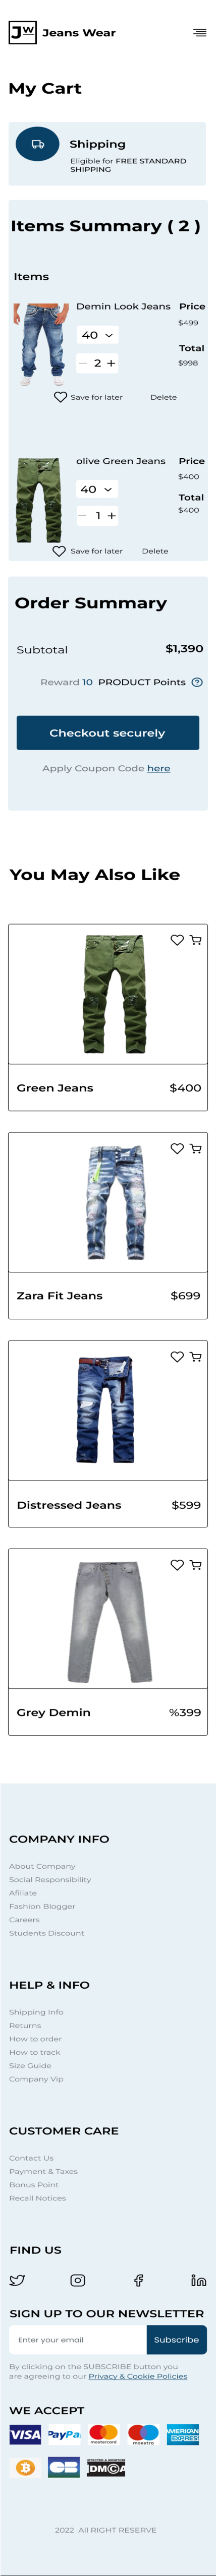 JW Jeans Wear
My Cart
Shipping
Eligible for FREE STANDARD
SHIPPING
Items Summary ( 2 )
Items
Demin Look Jeans Price
$499
40
Total
2
$998
Save for later Delete
olive Green Jeans Price
$400
40
Total
$400
1
Save for later Delete
Order Summary
Subtotal $1,390
Reward 10 PRODUCT Points
Checkout securely
Apply Coupon Code here
You May Also Like
Green Jeans $400
Zara Fit Jeans $699
Distressed Jeans $599
Grey Demin %399
COMPANY INFO
About Company
Social Responsibility
Afiliate
Fashion Blogger
Careers
Students Discount
HELP & INFO
Shipping Info
Returns
How to order
How to track
Size Guide
Company Vip
CUSTOMER CARE
Contact Us
Payment & Taxes
Bonus Point
Recall Notices
FIND US
SIGN UP TO OUR NEWSLETTER
Enter your email Subscribe
By clicking on the SUBSCRIBE button you
are agreeing to our Privacy & Cookie Policies
WE ACCEPT
VISA PayPal mastercard maestro AMERICAN EXPRESS
CB DMCA
2022 All RIGHT RESERVE